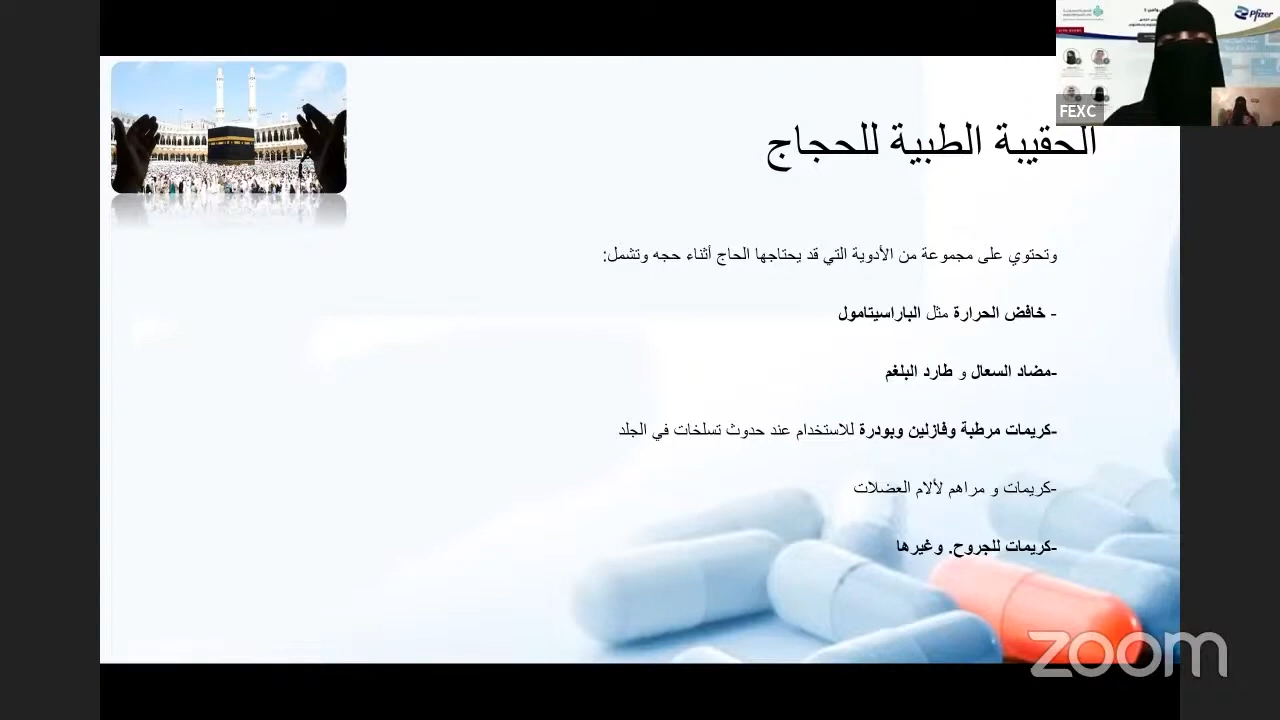 Pfizer
FEXC
الحقيبة الطبية للحجاج
وتحتوي على مجموعة من الأدوية التي قد يحتاجها الحاج أثناء حجه وتشمل:
- خافض الحرارة مثل الباراسيتامول
-مضاد السعال و طارد البلغم
-كريمات مرطبة وفازلين وبودرة للاستخدام عند حدوث تسلخات في الجلد
-كريمات و مراهم لألام العضلات
-كريمات للجروح. وغيرها
zoom